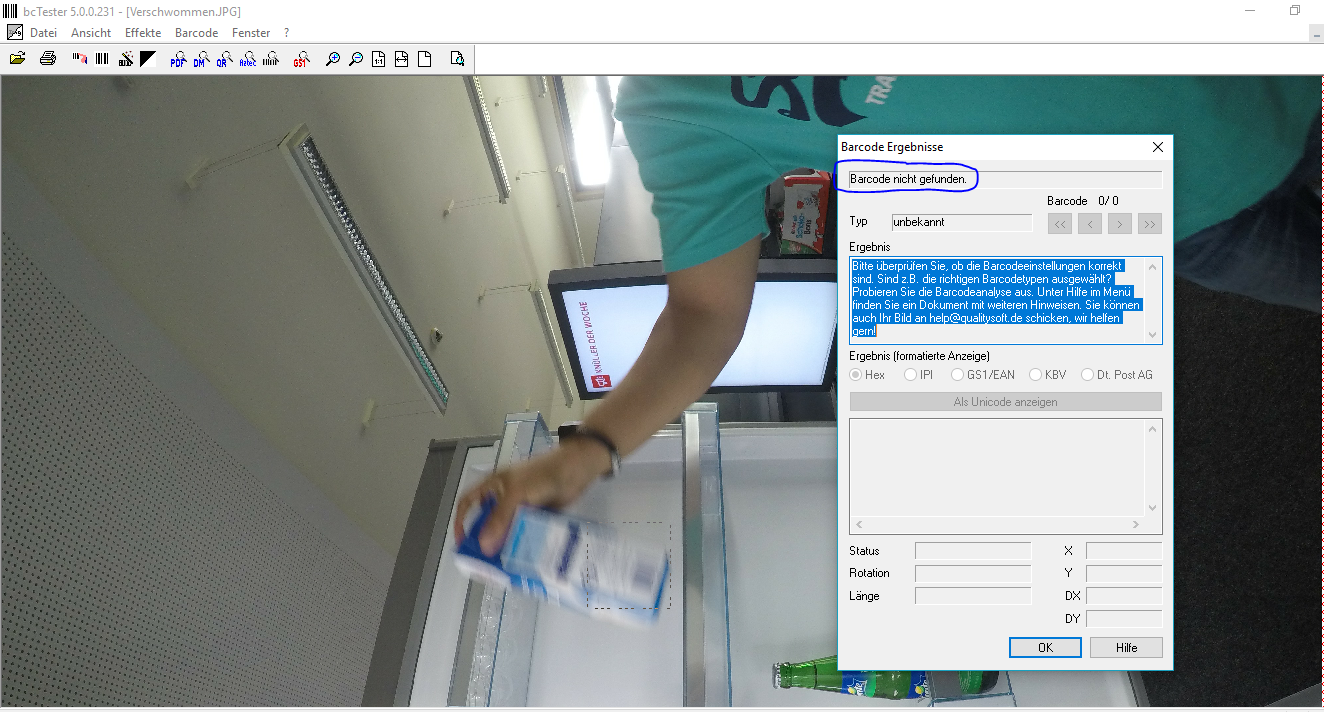 bcTester 5.0.0.231 - [Verschwommen.JPG]
Datei Ansicht Effekte Barcode Fenster ?
PDF DM QR Aztec GS1 1:1
TRA
KNÜLLER DER WOCHE
Barcode Ergebnisse
Barcode nicht gefunden.
Barcode 0/ 0
Typ unbekannt
<< < > >>
Ergebnis
Bitte überprüfen Sie, ob die Barcodeeinstellungen korrekt
sind. Sind z.B. die richtigen Barcodetypen ausgewählt?
Probieren Sie die Barcodeanalyse aus. Unter Hilfe im Menü
finden Sie ein Dokument mit weiteren Hinweisen. Sie können
auch Ihr Bild an help@qualitysoft.de schicken, wir helfen
gern!
Ergebnis (formatierte Anzeige)
Hex IPI GS1/EAN KBV Dt. Post AG
Als Unicode anzeigen
Status X
Rotation Y
Länge DX
DY
OK Hilfe